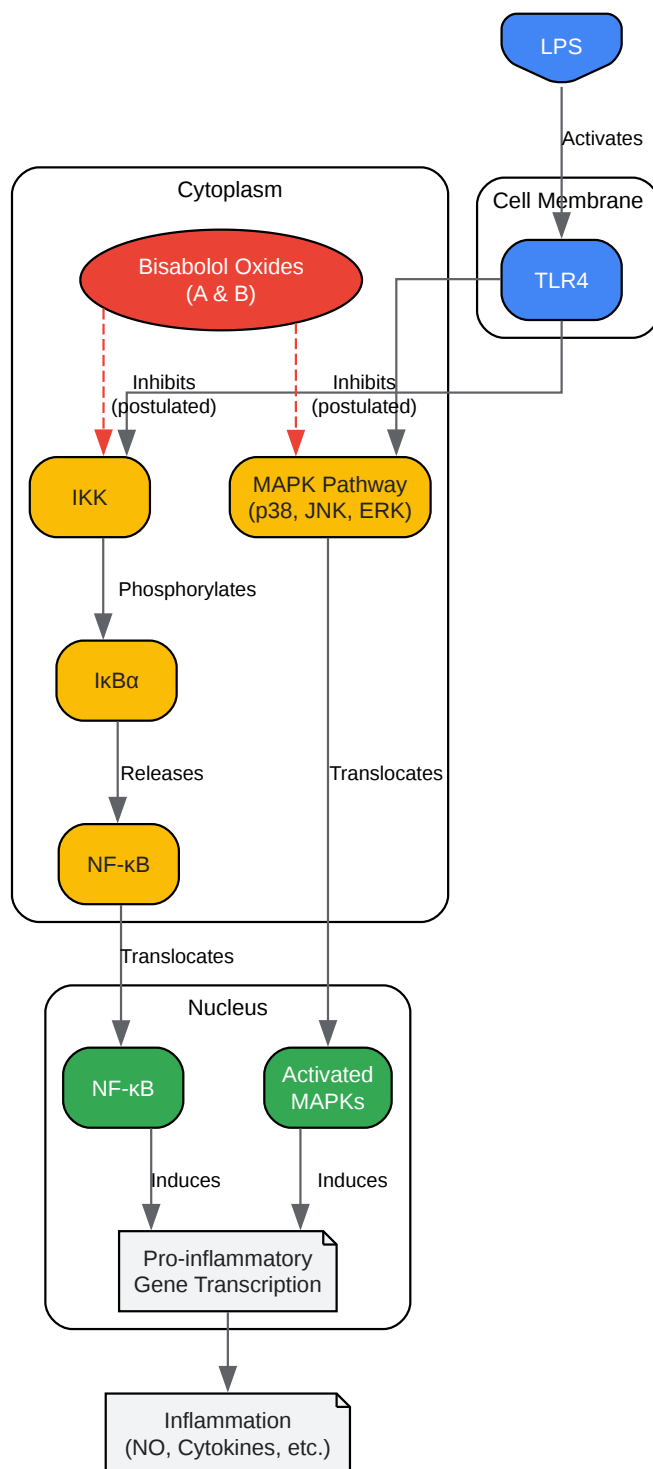 LPS
Activates
Cytoplasm
Cell Membrane
Bisabolol Oxides
(A & B)
TLR4
Inhibits
(postulated)
Inhibits
(postulated)
IKK
MAPK Pathway
(p38, JNK, ERK)
Phosphorylates
IκBα
Releases
Translocates
NF-κB
Translocates
Nucleus
NF-κB
Activated
MAPKs
Induces
Induces
Pro-inflammatory
Gene Transcription
Inflammation
(NO, Cytokines, etc.)